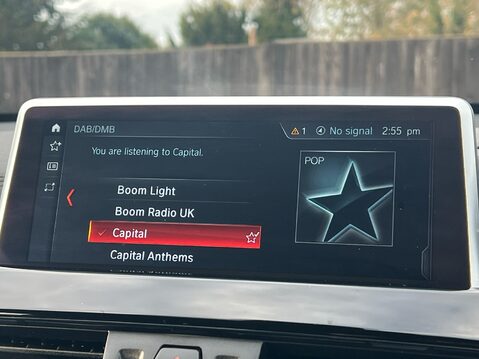 DAB/DMB
1 No signal 2:55 pm
You are listening to Capital.
POP
Boom Light
Boom Radio UK
Capital
Capital Anthems